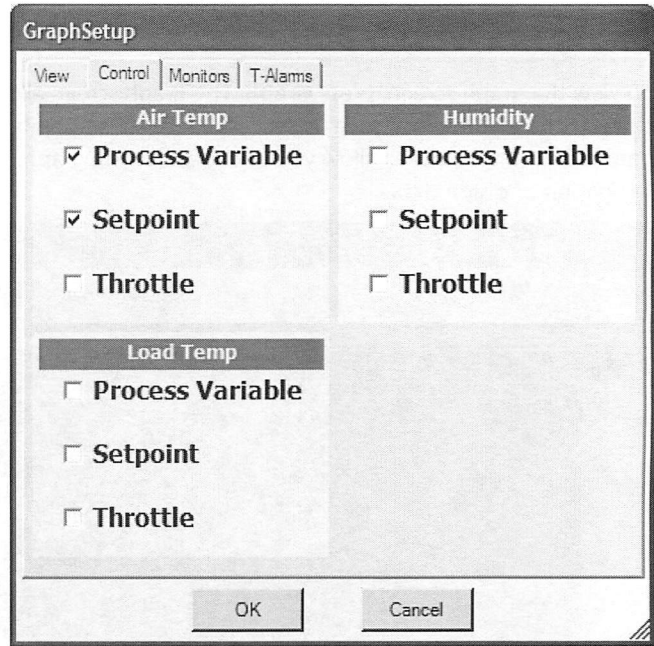 GraphSetup
View Control Monitors T-Alarms
Air Temp
Process Variable
Setpoint
Throttle
Humidity
Process Variable
Setpoint
Throttle
Load Temp
Process Variable
Setpoint
Throttle
OK Cancel